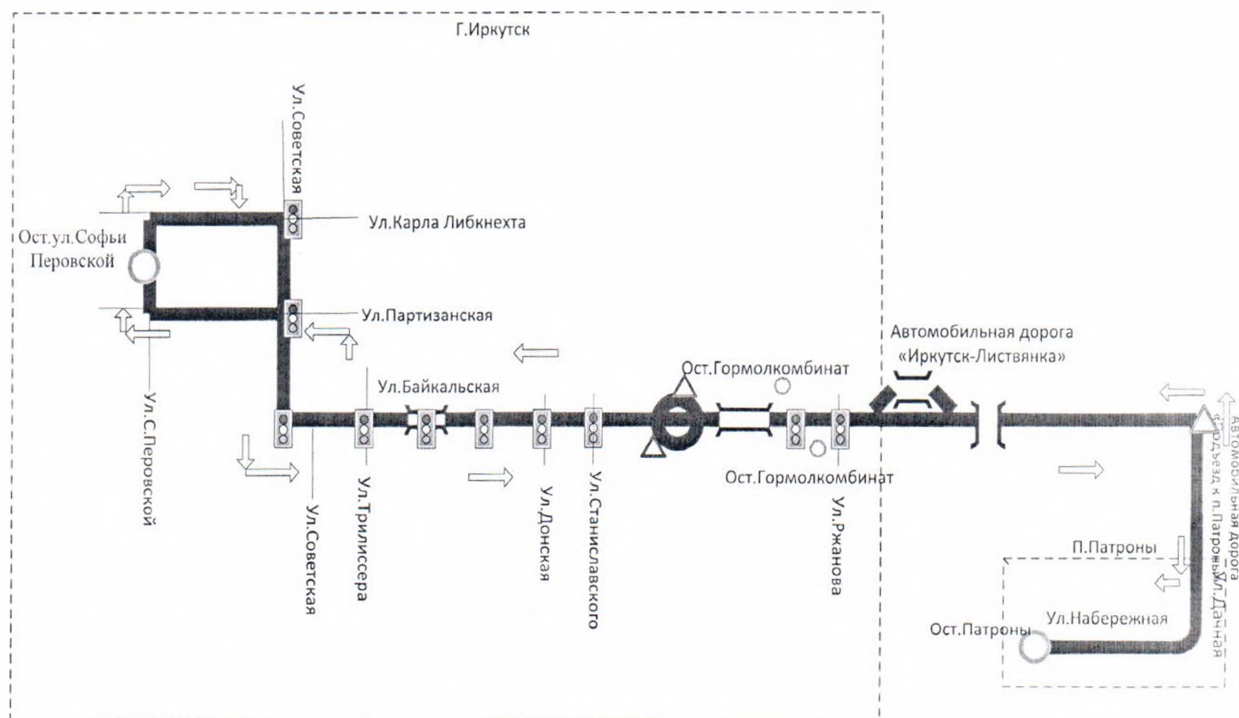 Г.Иркутск
Ул.Советская
Ул.Карла Либкнехта
Ост.ул.Софьи
Перовской
Ул.Партизанская
Автомобильная дорога
«Иркутск-Листвянка»
Ост.Гормолкомбинат
Ул.Байкальская
Ул.С.Перовской
Ул.Советская
Ул.Трилиссера
Ул.Донская
Ул.Станиславского
Ост.Гормолкомбинат
Ул.Ржанова
Автомобильная дорога
«Подъезд к п.Патроны»
Ул.Дачная
П.Патроны
Ул.Набережная
Ост.Патроны